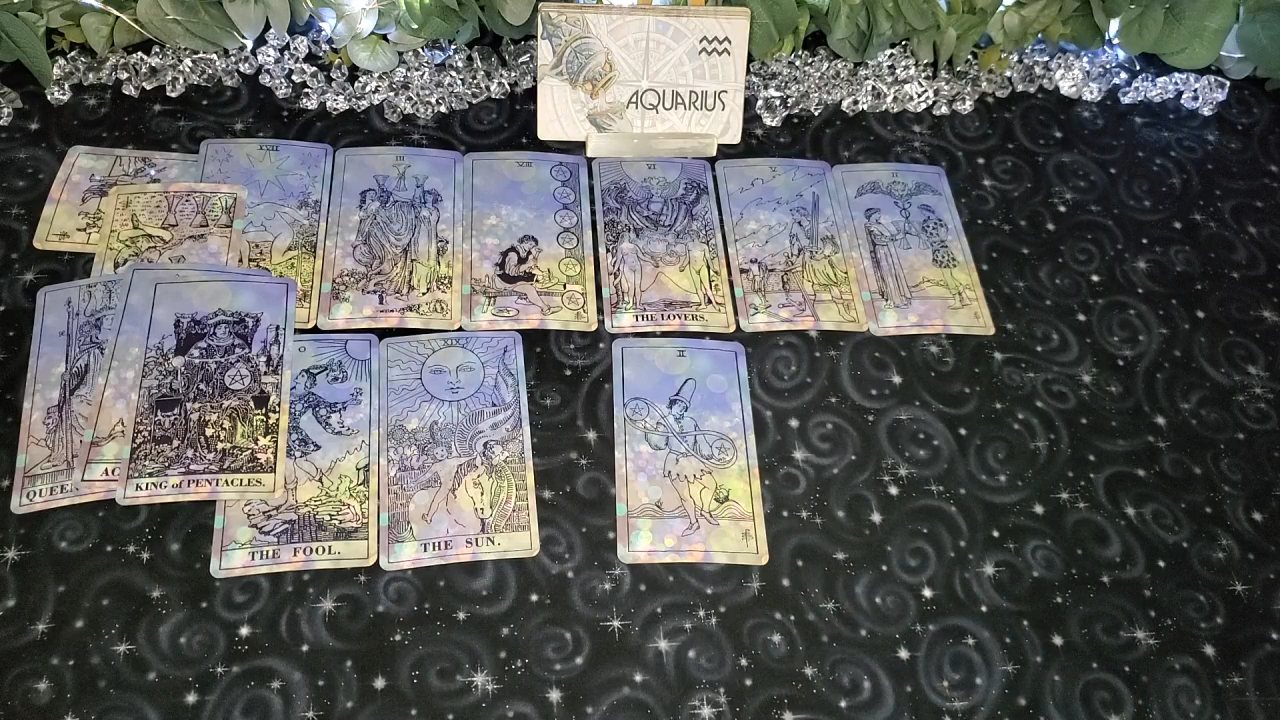 AQUARIUS
XVII
III
VIII
VI
THE LOVERS.
V
II
QUEEN
AC
KING of PENTACLES.
O
THE FOOL.
XIX
THE SUN.
II